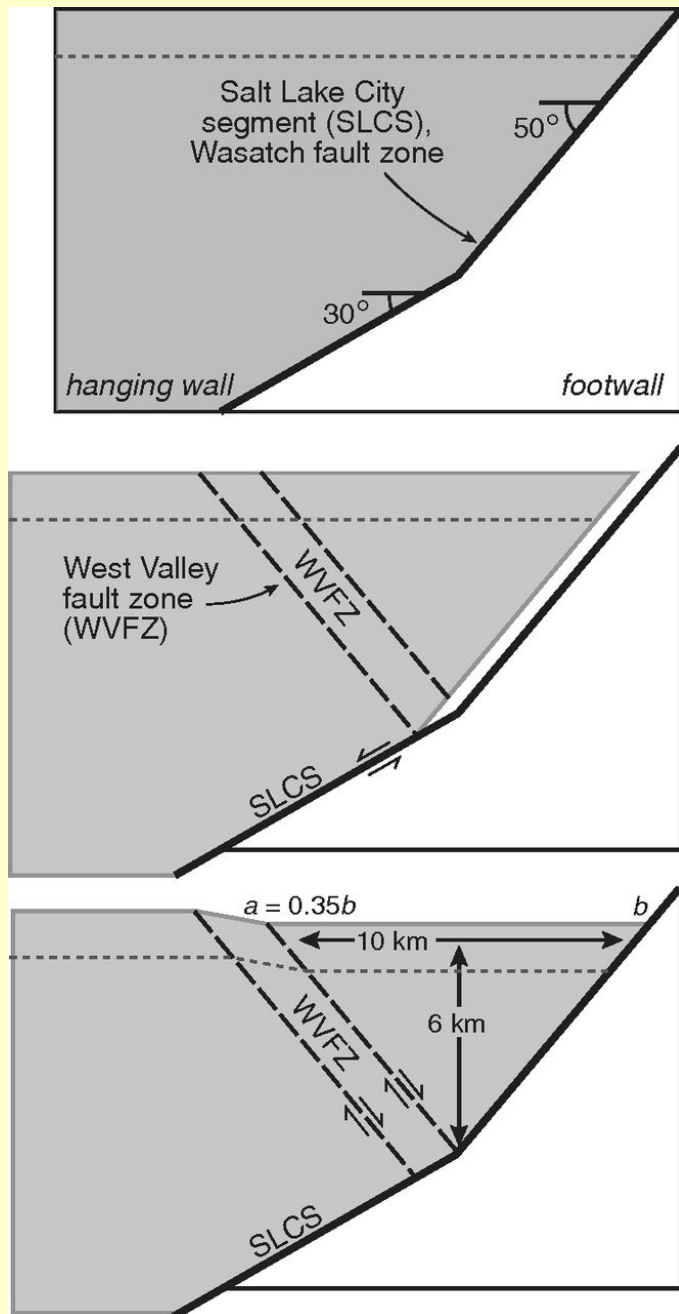 Salt Lake City
segment (SLCS),
Wasatch fault zone
50°
30°
hanging wall
footwall
West Valley
fault zone
(WVFZ)
WVFZ
SLCS
a = 0.35b
b
10 km
6 km
WVFZ
SLCS